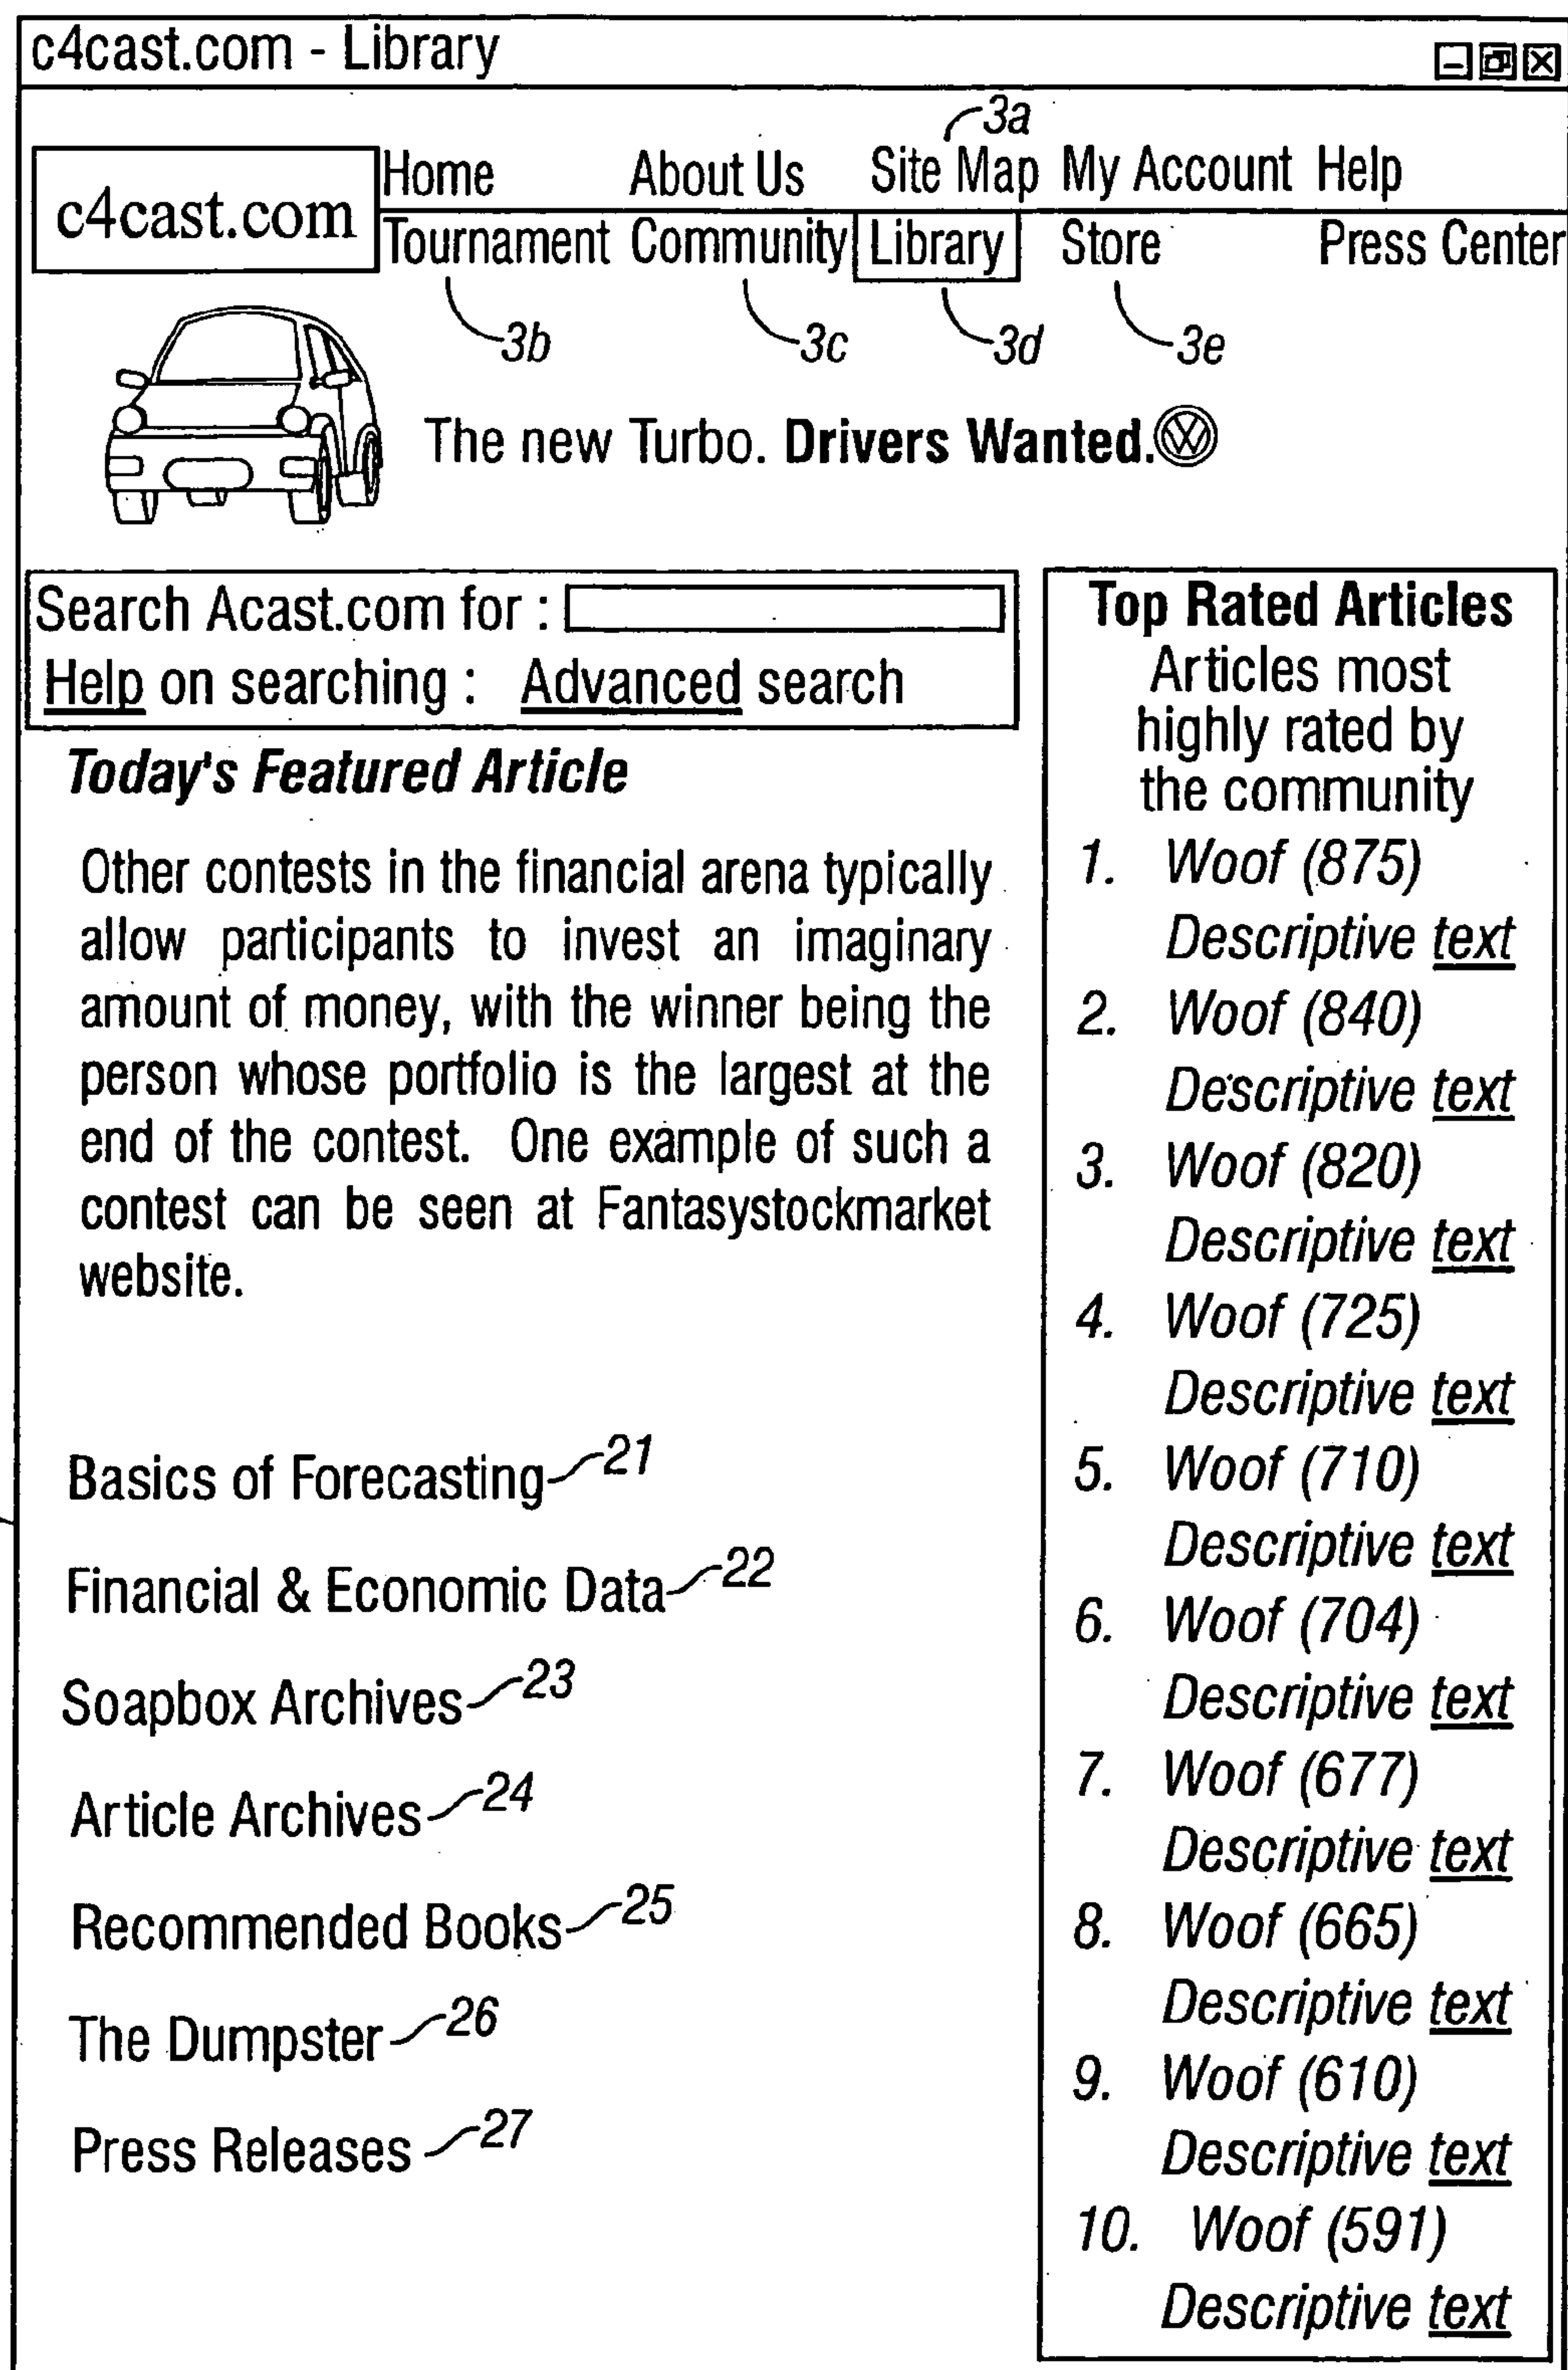 c4cast.com - Library
3a
Home About Us Site Map My Account Help
c4cast.com
Tournament Community Library Store Press Center
3b 3c 3d 3e
The new Turbo. Drivers Wanted.
Search Acast.com for :
Help on searching : Advanced search
Today's Featured Article
Other contests in the financial arena typically
allow participants to invest an imaginary
amount of money, with the winner being the
person whose portfolio is the largest at the
end of the contest. One example of such a
contest can be seen at Fantasystockmarket
website.
Basics of Forecasting 21
Financial & Economic Data 22
Soapbox Archives 23
Article Archives 24
Recommended Books 25
The Dumpster 26
Press Releases 27
Top Rated Articles
Articles most
highly rated by
the community
1. Woof (875)
Descriptive text
2. Woof (840)
Descriptive text
3. Woof (820)
Descriptive text
4. Woof (725)
Descriptive text
5. Woof (710)
Descriptive text
6. Woof (704)
Descriptive text
7. Woof (677)
Descriptive text
8. Woof (665)
Descriptive text
9. Woof (610)
Descriptive text
10. Woof (591)
Descriptive text